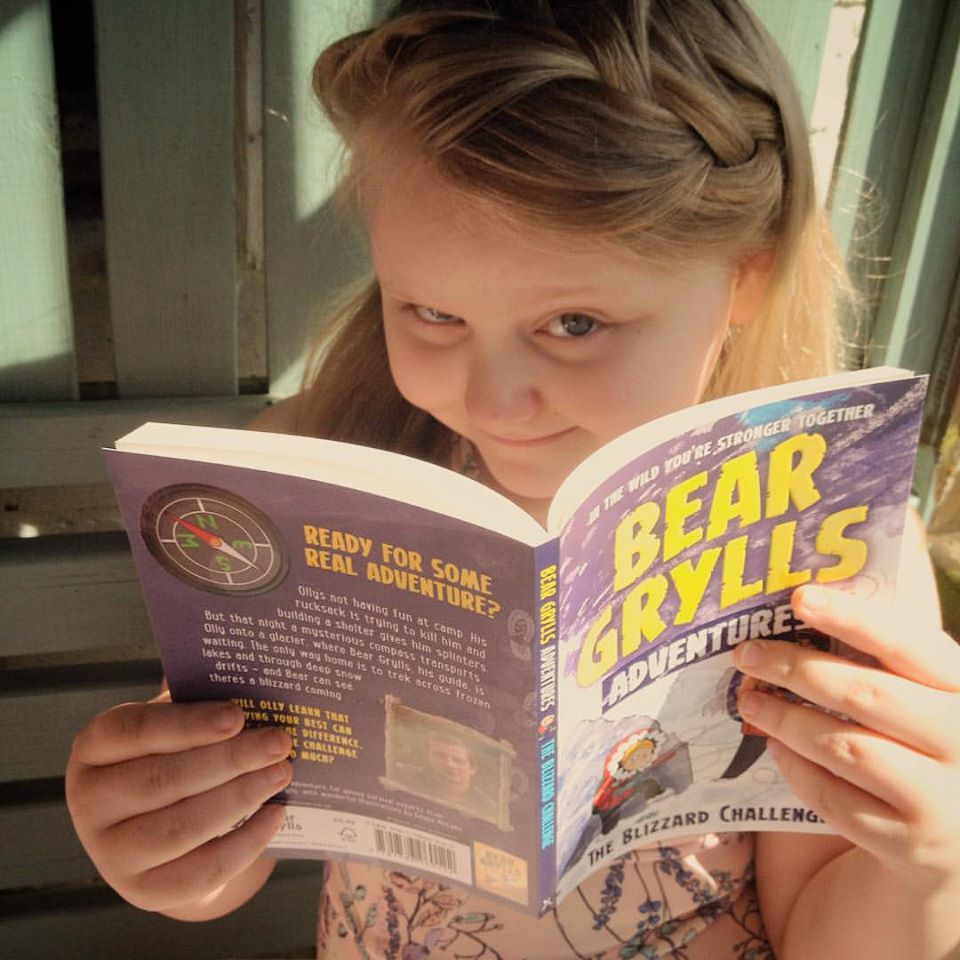 READY FOR SOME
REAL ADVENTURE?
Ollys not having fun at camp. His
rucksack is trying to kill him and
building a shelter gives him splinters.
But that night a mysterious compass transports
Olly onto a glacier, where Bear Grylls, his guide, is
waiting. The only way home is to trek across frozen
lakes and through deep snow
drifts – and Bear can see
there's a blizzard coming
OLLY LEARN THAT
YOUR BEST CAN
DIFFERENCE.
CHALLENGE
MUCH?
BEAR
GRYLLS
BEAR GRYLLS ADVENTURES THE BLIZZARD CHALLENGE
IN THE WILD YOU'RE STRONGER TOGETHER
BEAR
GRYLLS
ADVENTURES
THE BLIZZARD CHALLENGE